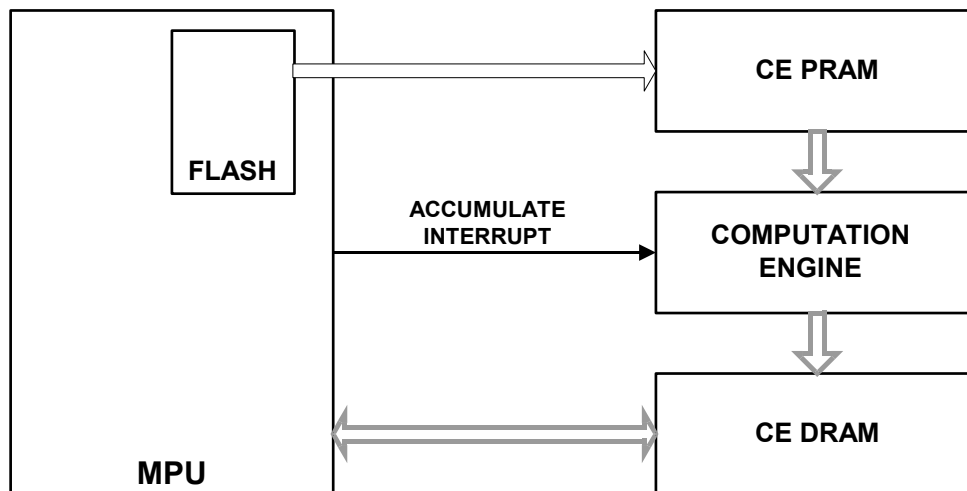 CE PRAM
FLASH
ACCUMULATE
INTERRUPT
COMPUTATION
ENGINE
CE DRAM
MPU